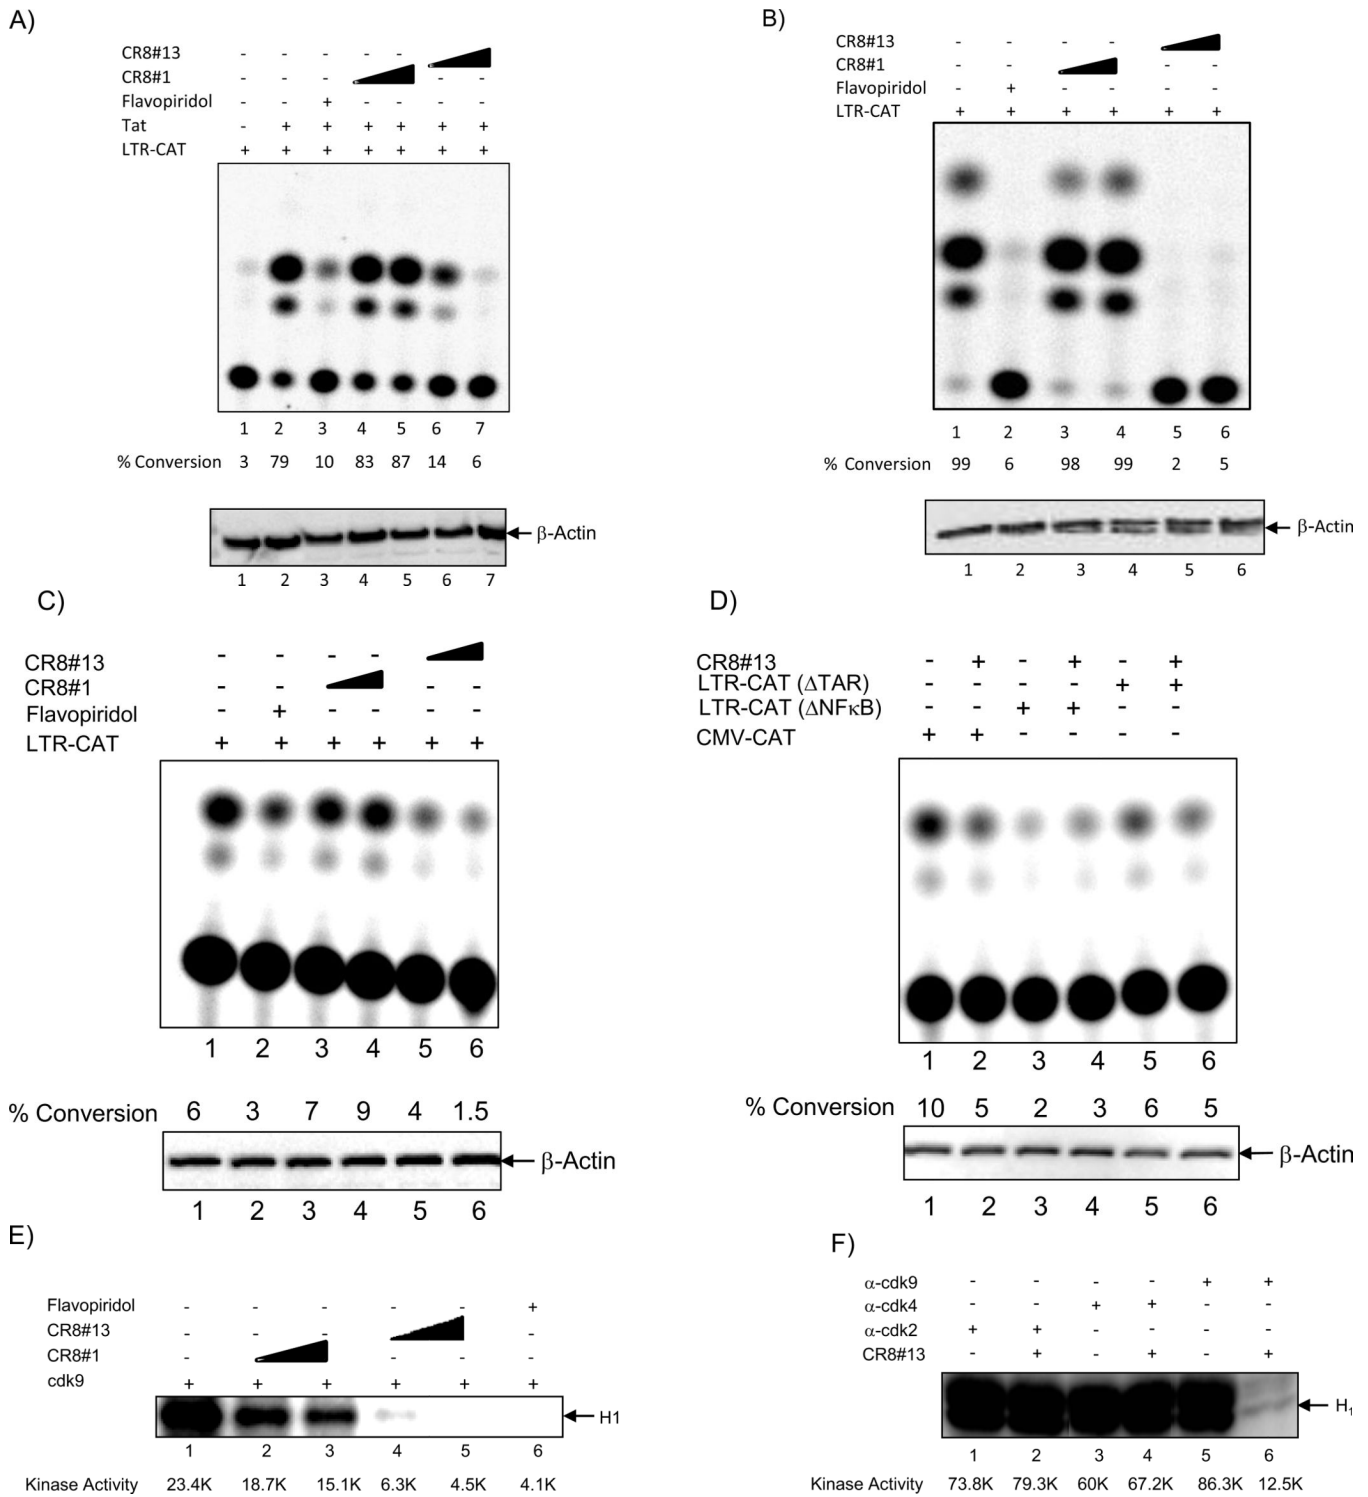 A)
CR8#13 - - - - - 
CR8#1 - - - - -
Flavopiridol - - + - - - -
Tat - + + + + + +
LTR-CAT + + + + + + +
1 2 3 4 5 6 7
% Conversion 3 79 10 83 87 14 6
β-Actin
1 2 3 4 5 6 7
B)
CR8#13 - - - -
CR8#1 - - - -
Flavopiridol - + - - - -
LTR-CAT + + + + + +
1 2 3 4 5 6
% Conversion 99 6 98 99 2 5
β-Actin
1 2 3 4 5 6
C)
CR8#13 - - - -
CR8#1 - - - -
Flavopiridol - + - - - -
LTR-CAT + + + + + +
1 2 3 4 5 6
% Conversion 6 3 7 9 4 1.5
β-Actin
1 2 3 4 5 6
D)
CR8#13 - + - + - +
LTR-CAT (ΔTAR) - - - - + +
LTR-CAT (ΔNFκB) - - + + - -
CMV-CAT + + - - - -
1 2 3 4 5 6
% Conversion 10 5 2 3 6 5
β-Actin
1 2 3 4 5 6
E)
Flavopiridol - - - - - +
CR8#13 - - - -
CR8#1 - - - -
cdk9 + + + + + +
H1
1 2 3 4 5 6
Kinase Activity 23.4K 18.7K 15.1K 6.3K 4.5K 4.1K
F)
α-cdk9 - - - - + +
α-cdk4 - - + + - -
α-cdk2 + + - - - -
CR8#13 - + - + - +
H1
1 2 3 4 5 6
Kinase Activity 73.8K 79.3K 60K 67.2K 86.3K 12.5K